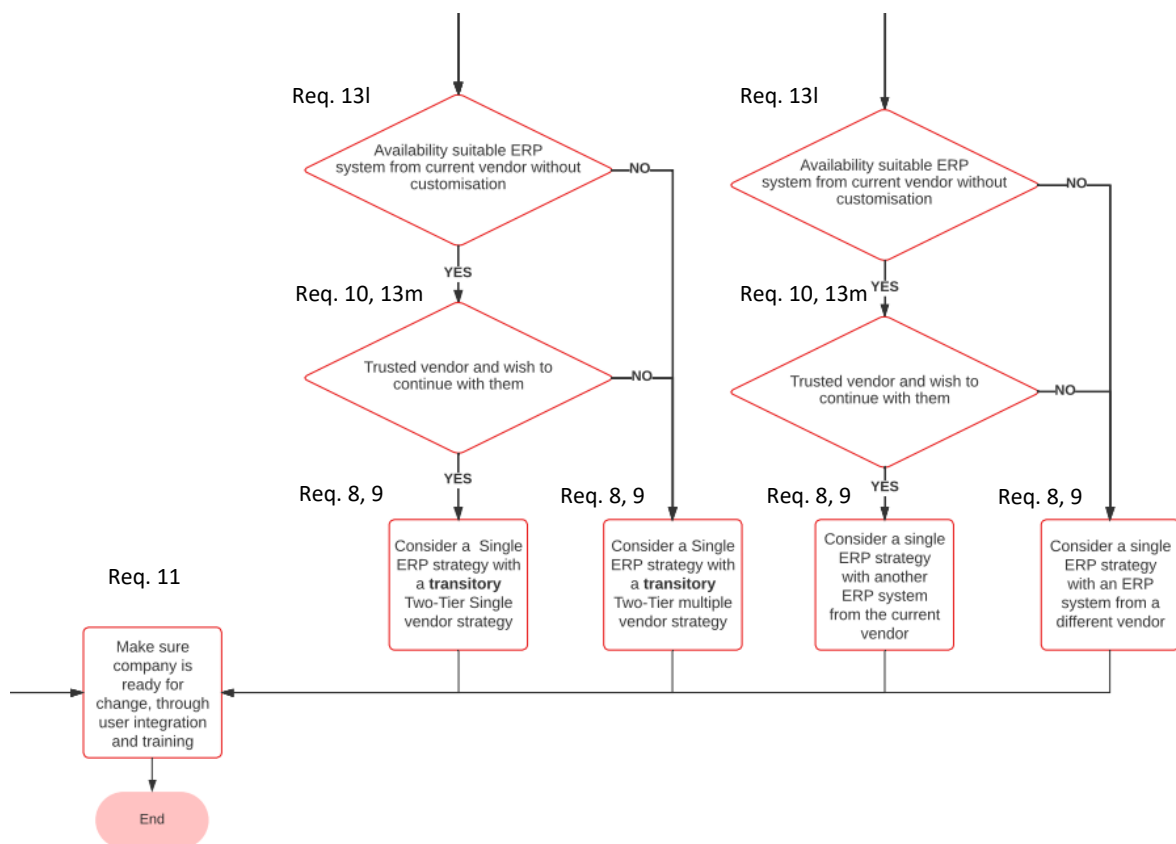 Req. 13l
Availability suitable ERP
system from current vendor without
customisation
NO
YES
Req. 10, 13m
Trusted vendor and wish to
continue with them
NO
YES
Req. 8, 9
Consider a Single
ERP strategy with
a transitory
Two-Tier Single
vendor strategy
Req. 8, 9
Consider a Single
ERP strategy with
a transitory
Two-Tier multiple
vendor strategy
Req. 13l
Availability suitable ERP
system from current vendor without
customisation
NO
YES
Req. 10, 13m
Trusted vendor and wish to
continue with them
NO
YES
Req. 8, 9
Consider a single
ERP strategy
with another
ERP system
from the current
vendor
Req. 8, 9
Consider a single
ERP strategy
with an ERP
system from a
different vendor
Req. 11
Make sure
company is
ready for
change, through
user integration
and training
End